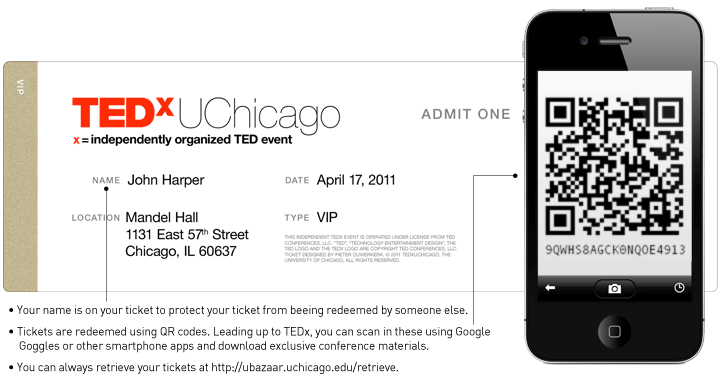 VIP
TEDxUChicago
x = independently organized TED event
ADMIT ONE
NAME John Harper
DATE April 17, 2011
LOCATION Mandel Hall
1131 East 57th Street
Chicago, IL 60637
TYPE VIP
THIS INDEPENDENT TEDX EVENT IS OPERATED UNDER LICENSE FROM TED
CONFERENCES, LLC. "TED", "TECHNOLOGY ENTERTAINMENT DESIGN", THE
TED LOGO AND THE TEDX LOGO ARE COPYRIGHT TED CONFERENCES, LLC.
TICKET DESIGNED BY PIETER OUWERKERK. © 2011 TEDXUCHICAGO, THE
UNIVERSITY OF CHICAGO, ALL RIGHTS RESERVED.
9QWHS8AGCK0NQOE4913
• Your name is on your ticket to protect your ticket from beeing redeemed by someone else.
• Tickets are redeemed using QR codes. Leading up to TEDx, you can scan in these using Google
Goggles or other smartphone apps and download exclusive conference materials.
• You can always retrieve your tickets at http://ubazaar.uchicago.edu/retrieve.